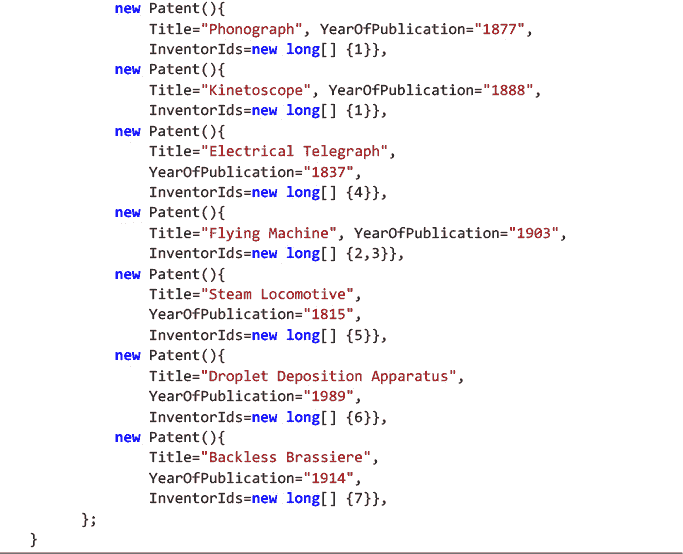 new Patent(){
Title="Phonograph", YearOfPublication="1877",
InventorIds=new long[] {1}},
new Patent(){
Title="Kinetoscope", YearOfPublication="1888",
InventorIds=new long[] {1}},
new Patent(){
Title="Electrical Telegraph",
YearOfPublication="1837",
InventorIds=new long[] {4}},
new Patent(){
Title="Flying Machine", YearOfPublication="1903",
InventorIds=new long[] {2,3}},
new Patent(){
Title="Steam Locomotive",
YearOfPublication="1815",
InventorIds=new long[] {5}},
new Patent(){
Title="Droplet Deposition Apparatus",
YearOfPublication="1989",
InventorIds=new long[] {6}},
new Patent(){
Title="Backless Brassiere",
YearOfPublication="1914",
InventorIds=new long[] {7}},
};
}